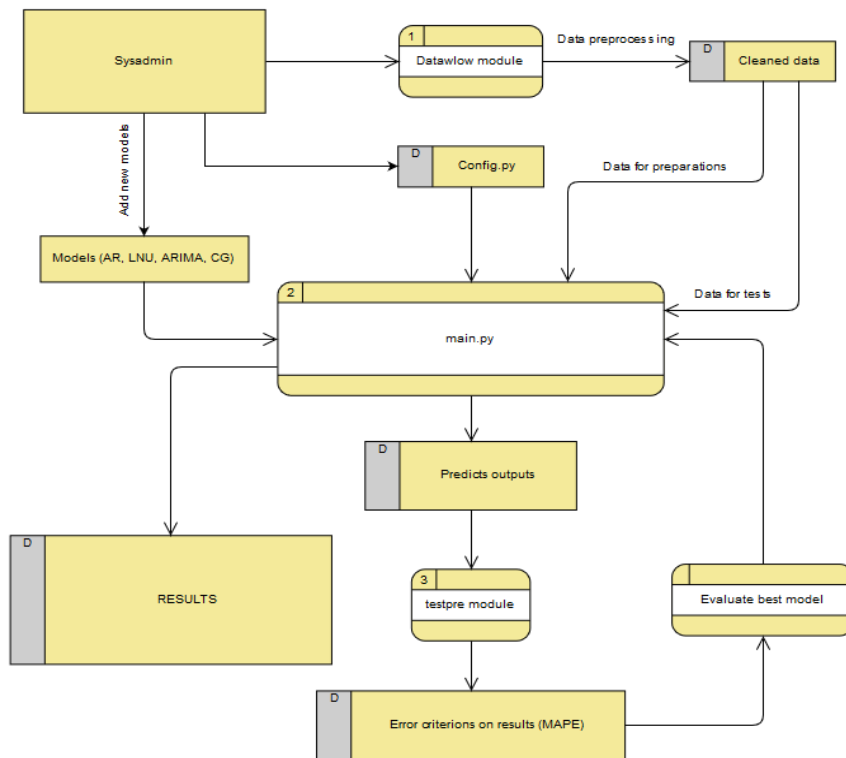 Sysadmin
1
Datawlow module
Data preprocessing
D
Cleaned data
Add new models
D
Config.py
Data for preparations
Models (AR, LNU, ARIMA, CG)
2
main.py
Data for tests
D
Predicts outputs
D
RESULTS
3
testpre module
Evaluate best model
D
Error criterions on results (MAPE)